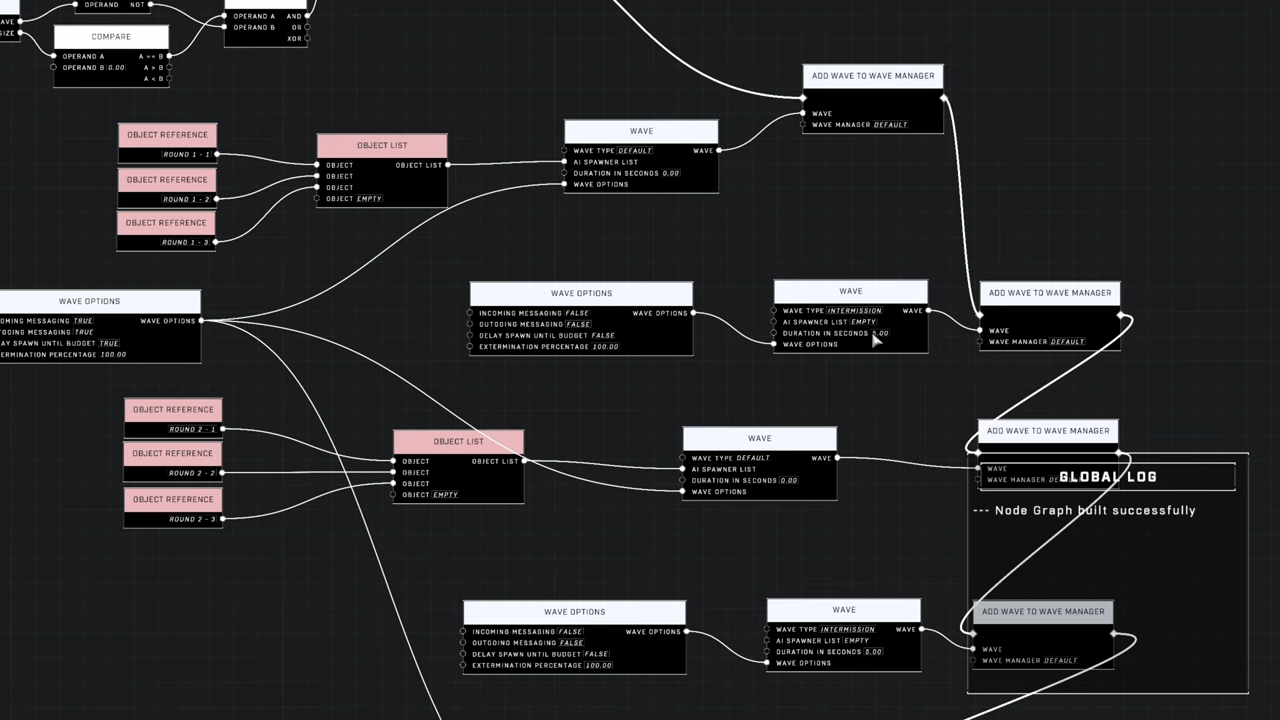 AVE
SIZE
OPERAND NOT
OPERAND A AND
OPERAND B OR
XOR
COMPARE
OPERAND A A == B
OPERAND B 0.00 A > B
A < B
ADD WAVE TO WAVE MANAGER
WAVE
WAVE MANAGER DEFAULT
OBJECT REFERENCE
ROUND 1 - 1
OBJECT REFERENCE
ROUND 1 - 2
OBJECT REFERENCE
ROUND 1 - 3
OBJECT LIST
OBJECT OBJECT LIST
OBJECT
OBJECT
OBJECT EMPTY
WAVE
WAVE TYPE DEFAULT WAVE
AI SPAWNER LIST
DURATION IN SECONDS 0.00
WAVE OPTIONS
WAVE OPTIONS
NCOMING MESSAGING TRUE WAVE OPTIONS
UTGOING MESSAGING TRUE
LAY SPAWN UNTIL BUDGET TRUE
TERMINATION PERCENTAGE 100.00
WAVE OPTIONS
INCOMING MESSAGING FALSE WAVE OPTIONS
OUTGOING MESSAGING FALSE
DELAY SPAWN UNTIL BUDGET FALSE
EXTERMINATION PERCENTAGE 100.00
WAVE
WAVE TYPE INTERMISSION WAVE
AI SPAWNER LIST EMPTY
DURATION IN SECONDS 5.00
WAVE OPTIONS
ADD WAVE TO WAVE MANAGER
WAVE
WAVE MANAGER DEFAULT
OBJECT REFERENCE
ROUND 2 - 1
OBJECT REFERENCE
ROUND 2 - 2
OBJECT REFERENCE
ROUND 2 - 3
OBJECT LIST
OBJECT OBJECT LIST
OBJECT
OBJECT
OBJECT EMPTY
WAVE
WAVE TYPE DEFAULT WAVE
AI SPAWNER LIST
DURATION IN SECONDS 0.00
WAVE OPTIONS
ADD WAVE TO WAVE MANAGER
WAVE
WAVE MANAGER
GLOBAL LOG
--- Node Graph built successfully
WAVE OPTIONS
INCOMING MESSAGING FALSE WAVE OPTIONS
OUTGOING MESSAGING FALSE
DELAY SPAWN UNTIL BUDGET FALSE
EXTERMINATION PERCENTAGE 100.00
WAVE
WAVE TYPE INTERMISSION WAVE
AI SPAWNER LIST EMPTY
DURATION IN SECONDS 5.00
WAVE OPTIONS
ADD WAVE TO WAVE MANAGER
WAVE
WAVE MANAGER DEFAULT